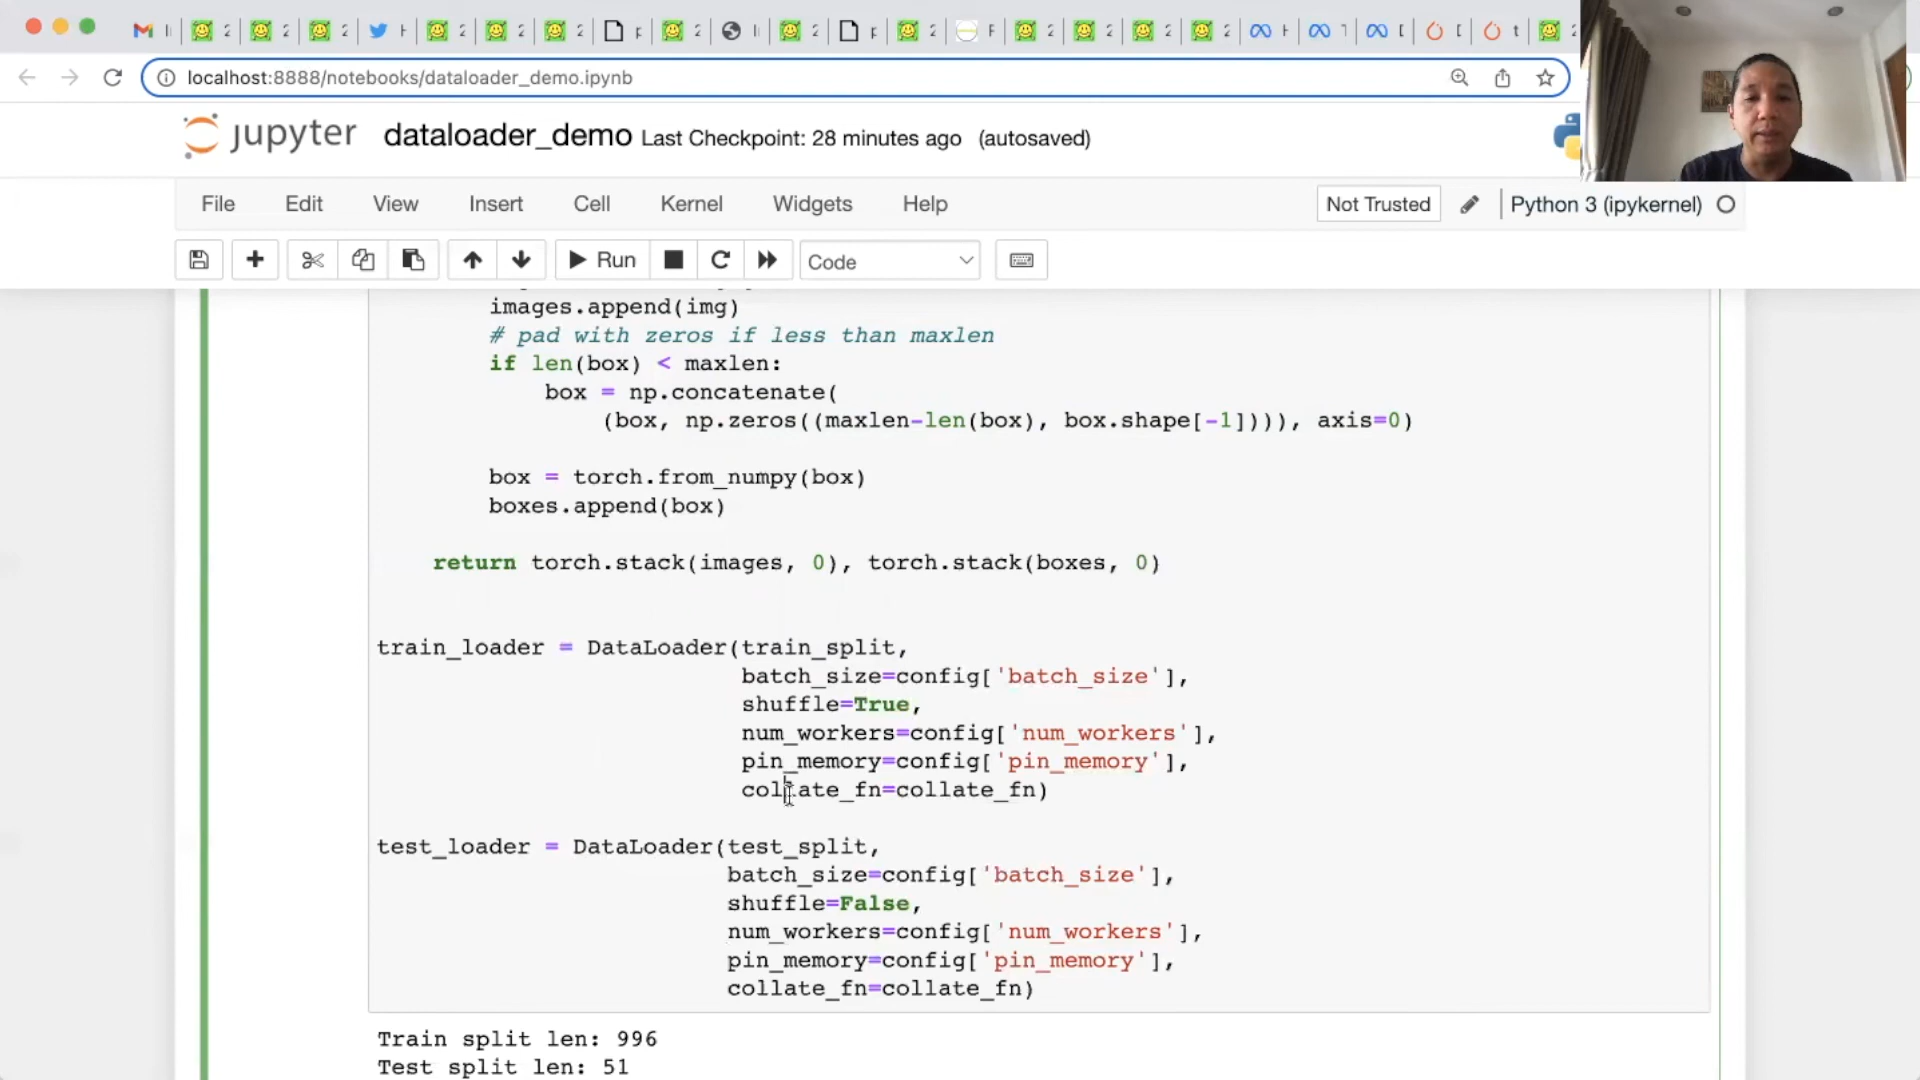 localhost:8888/notebooks/dataloader_demo.ipynb
jupyter dataloader_demo Last Checkpoint: 28 minutes ago (autosaved)
File Edit View Insert Cell Kernel Widgets Help Not Trusted Python 3 (ipykernel)
Run Code
images.append(img)
# pad with zeros if less than maxlen
if len(box) < maxlen:
box = np.concatenate(
(box, np.zeros((maxlen-len(box), box.shape[-1]))), axis=0)
box = torch.from_numpy(box)
boxes.append(box)
return torch.stack(images, 0), torch.stack(boxes, 0)
train_loader = DataLoader(train_split,
batch_size=config['batch_size'],
shuffle=True,
num_workers=config['num_workers'],
pin_memory=config['pin_memory'],
collate_fn=collate_fn)
test_loader = DataLoader(test_split,
batch_size=config['batch_size'],
shuffle=False,
num_workers=config['num_workers'],
pin_memory=config['pin_memory'],
collate_fn=collate_fn)
Train split len: 996
Test split len: 51